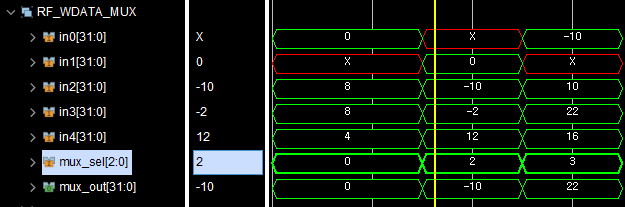 RF_WDATA_MUX
in0[31:0] X 0 X -10
in1[31:0] 0 X 0 X
in2[31:0] -10 8 -10 10
in3[31:0] -2 8 -2 22
in4[31:0] 12 4 12 16
mux_sel[2:0] 2 0 2 3
mux_out[31:0] -10 0 -10 22